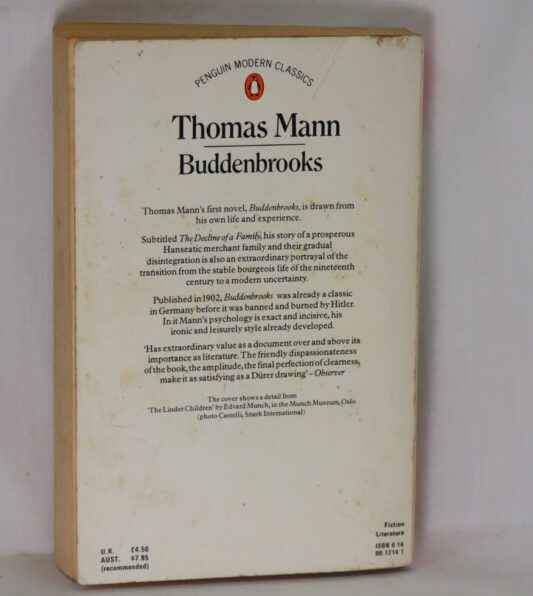 PENGUIN MODERN CLASSICS
Thomas Mann
Buddenbrooks
Thomas Mann's first novel, Buddenbrooks, is drawn from
his own life and experience.
Subtitled The Decline of a Family, his story of a prosperous
Hanseatic merchant family and their gradual
disintegration is also an extraordinary portrayal of the
transition from the stable bourgeois life of the nineteenth
century to a modern uncertainty.
Published in 1902, Buddenbrooks was already a classic
in Germany before it was banned and burned by Hitler.
In it Mann's psychology is exact and incisive, his
ironic and leisurely style already developed.
'Has extraordinary value as a document over and above its
importance as literature. The friendly dispassionateness
of the book, the amplitude, the final perfection of clearness,
make it as satisfying as a Dürer drawing' – Observer
The cover shows a detail from
'The Linder Children' by Edvard Munch, in the Munch Museum, Oslo
(photo Castelli, Snark International)
U.K. £4.50
AUST. $7.95
(recommended)
Fiction
Literature
ISBN 0 14
00.1214 1